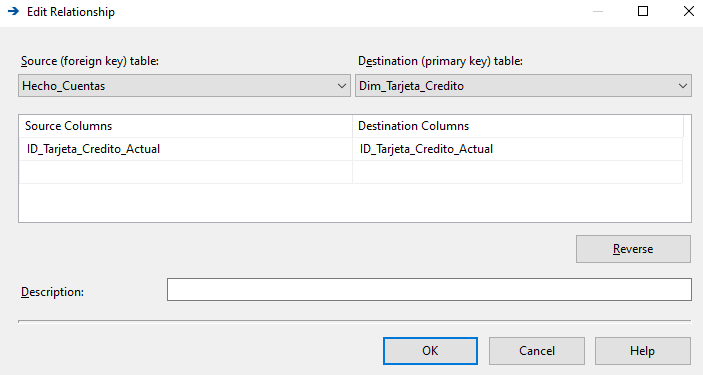 Edit Relationship
Source (foreign key) table:
Destination (primary key) table:
Hecho_Cuentas
Dim_Tarjeta_Credito
Source Columns
Destination Columns
ID_Tarjeta_Credito_Actual
ID_Tarjeta_Credito_Actual
Reverse
Description:
OK
Cancel
Help